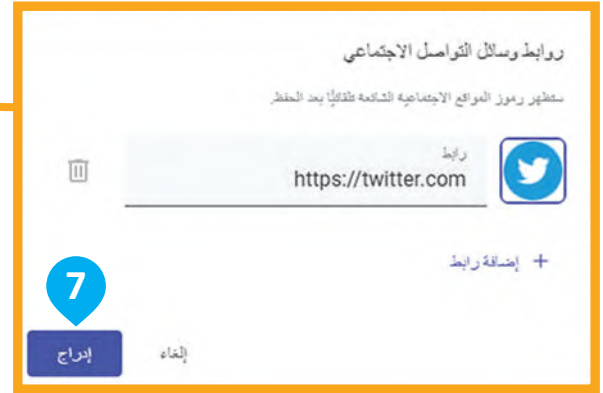 روابط وسائل التواصل الاجتماعي
ستظهر رموز المواقع الاجتماعية الشائعة تلقائيًا بعد الحفظ.
رابط
https://twitter.com
+ إضافة رابط
7
إلغاء
إدراج